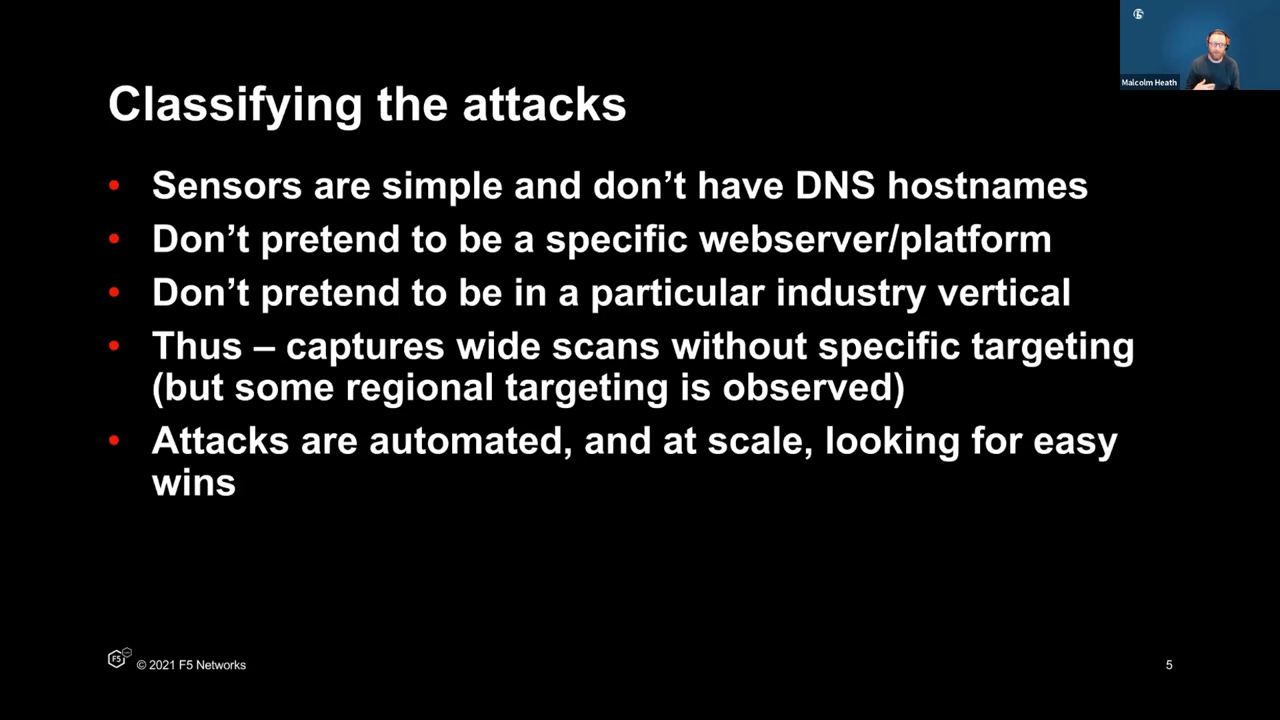 Malcolm Heath
Classifying the attacks
• Sensors are simple and don’t have DNS hostnames
• Don’t pretend to be a specific webserver/platform
• Don’t pretend to be in a particular industry vertical
• Thus – captures wide scans without specific targeting
(but some regional targeting is observed)
• Attacks are automated, and at scale, looking for easy
wins
F5
© 2021 F5 Networks
5